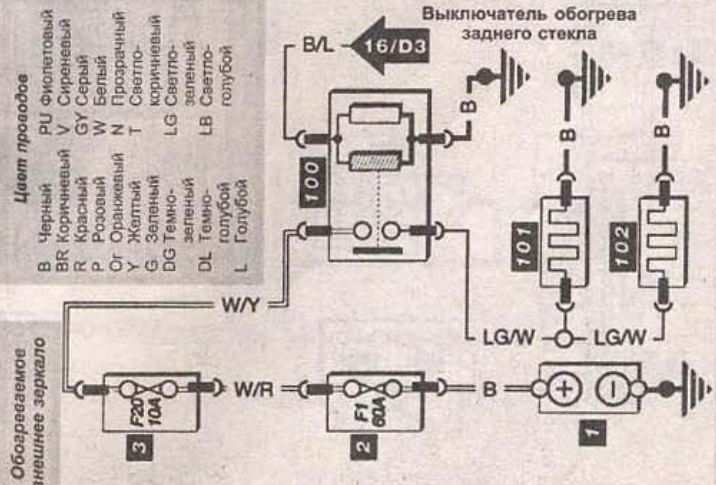 Цвет проводов
B Черный
BR Коричневый
R Красный
P Розовый
Or Оранжевый
Y Желтый
G Зеленый
DG Темно-
зеленый
DL Темно-
голубой
L Голубой
PU Фиолетовый
V Сиреневый
GY Серый
W Белый
N Прозрачный
T Светло-
коричневый
LG Светло-
зеленый
LB Светло-
голубой
Выключатель обогрева
заднего стекла
B/L
16/D3
B
B
B
100
101
102
W/Y
LG/W
LG/W
Обогреваемое
внешнее зеркало
F20
10A
W/R
F1
60A
B
3
2
1